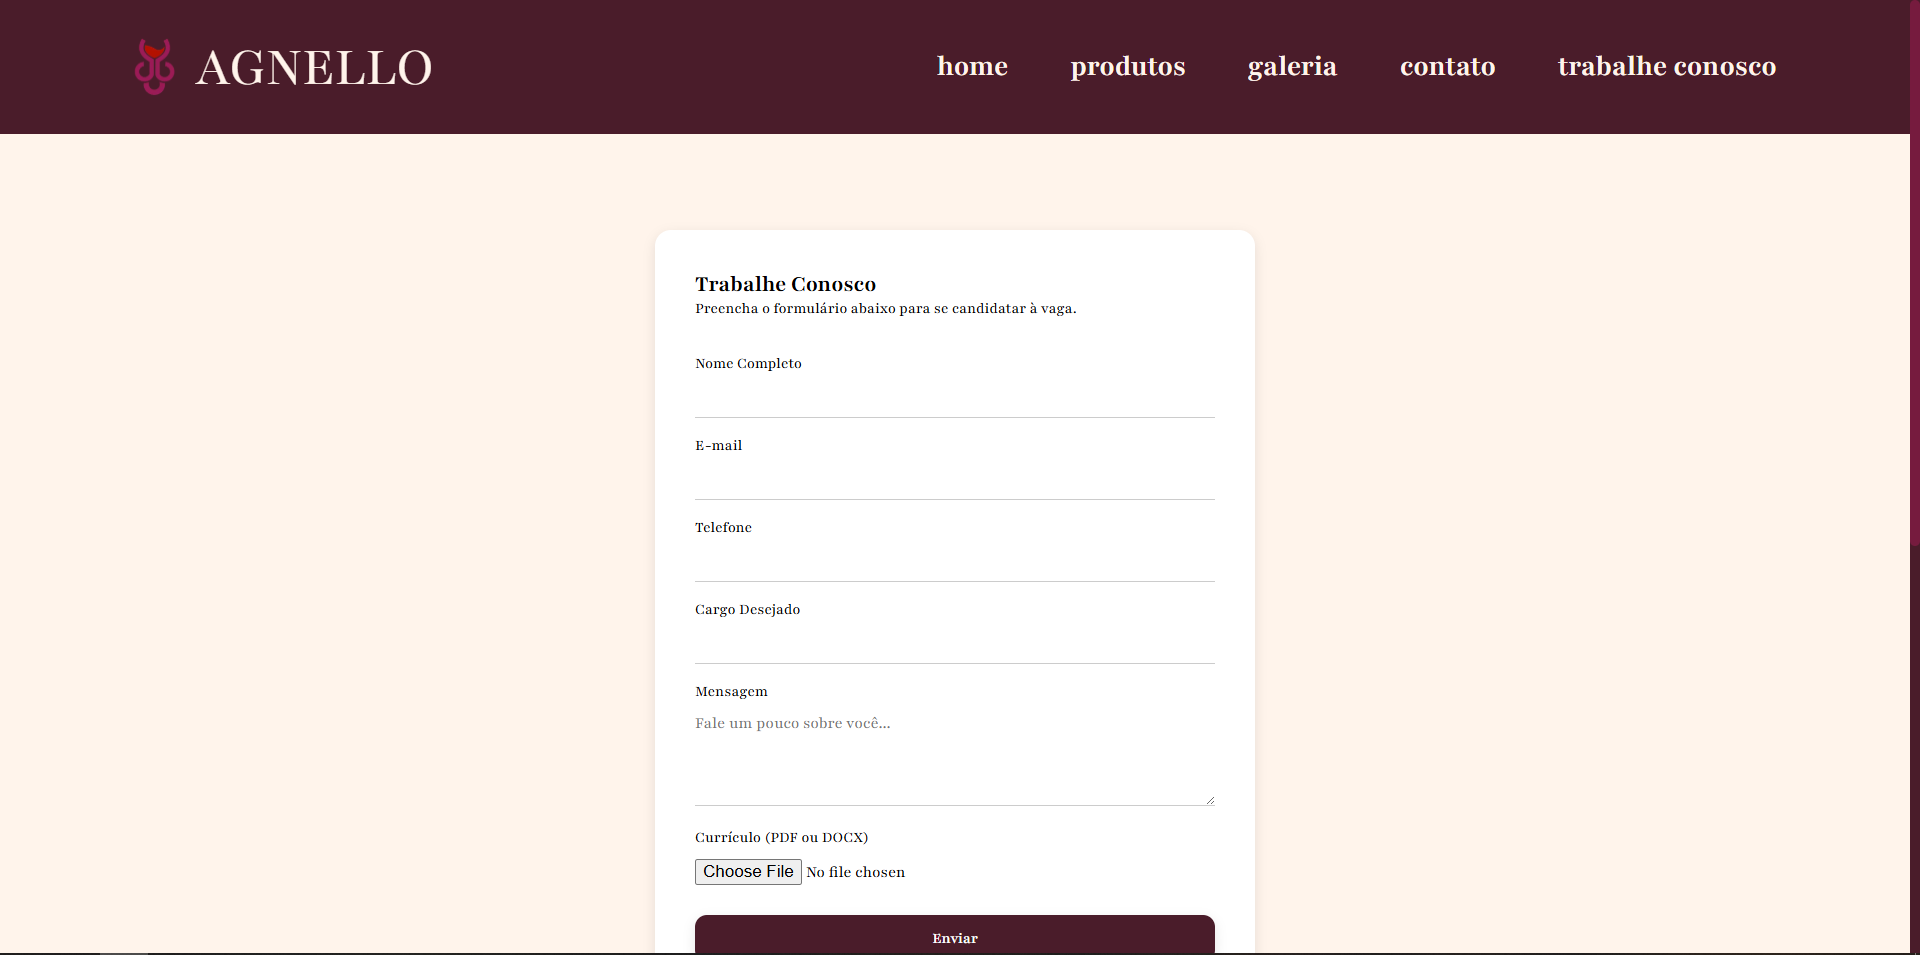 AGNELLO
home produtos galeria contato trabalhe conosco
Trabalhe Conosco
Preencha o formulário abaixo para se candidatar à vaga.
Nome Completo
E-mail
Telefone
Cargo Desejado
Mensagem
Fale um pouco sobre você...
Currículo (PDF ou DOCX)
Choose File No file chosen
Enviar